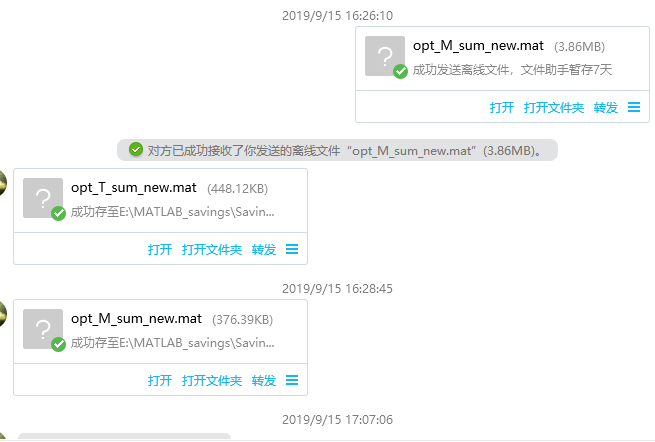 2019/9/15 16:26:10
opt_M_sum_new.mat (3.86MB)
成功发送离线文件，文件助手暂存7天
打开 打开文件夹 转发
对方已成功接收了你发送的离线文件“opt_M_sum_new.mat”(3.86MB)。
opt_T_sum_new.mat (448.12KB)
成功存至E:\MATLAB_savings\Savin...
打开 打开文件夹 转发
2019/9/15 16:28:45
opt_M_sum_new.mat (376.39KB)
成功存至E:\MATLAB_savings\Savin...
打开 打开文件夹 转发
2019/9/15 17:07:06